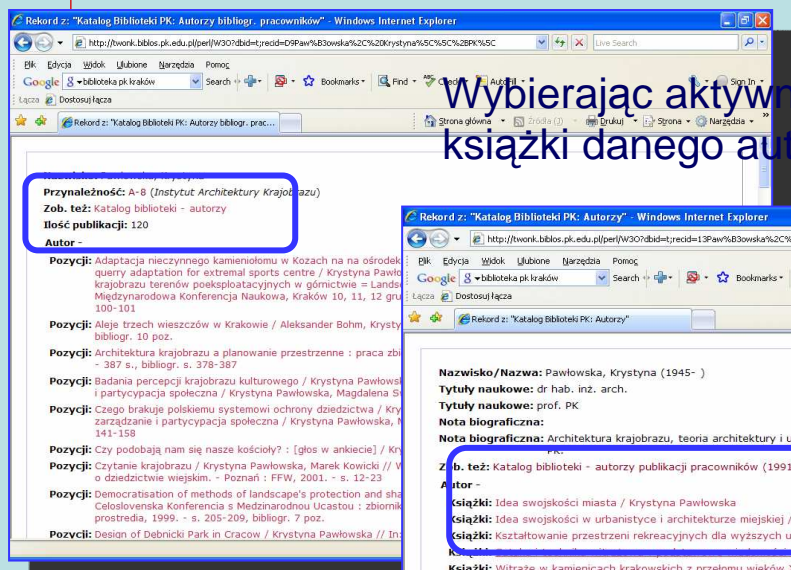 Rekord z: "Katalog Biblioteki PK: Autorzy bibliogr. pracowników" - Windows Internet Explorer
http://twonk.biblos.pk.edu.pl/perl/W3O?dbid=t;recid=D9Paw%B3owska%2C%20Krystyna%5C%5C%2BPK%5C
Live Search
Plik Edycja Widok Ulubione Narzędzia Pomoc
Google biblioteka pk kraków Search Bookmarks Find Check AutoFill Sign In
Łącza Dostosuj łącza
Rekord z: "Katalog Biblioteki PK: Autorzy bibliogr. prac...
Strona główna Źródła (J) Drukuj Strona Narzędzia
Wybierając aktywn
książki danego aut
Przynależność: A-8 (Instytut Architektury Krajobrazu)
Zob. też: Katalog biblioteki - autorzy
Ilość publikacji: 120
Autor -
Pozycji: Adaptacja nieczynnego kamieniołomu w Kozach na na ośrodek
querry adaptation for extremal sports centre / Krystyna Pawło
krajobrazu terenów poeksploatacyjnych w górnictwie = Landsc
Międzynarodowa Konferencja Naukowa, Kraków 10, 11, 12 gru
100-101
Pozycji: Aleje trzech wieszczów w Krakowie / Aleksander Bohm, Krysty
bibliogr. 10 poz.
Pozycji: Architektura krajobrazu a planowanie przestrzenne : praca zbi
- 387 s., bibliogr. s. 378-387
Pozycji: Badania percepcji krajobrazu kulturowego / Krystyna Pawłowsk
i partycypacja społeczna / Krystyna Pawłowska, Magdalena S
Pozycji: Czego brakuje polskiemu systemowi ochrony dziedzictwa / Kry
zarządzanie i partycypacja społeczna / Krystyna Pawłowska, M
141-158
Pozycji: Czy podobają nam się nasze kościoły? : [głos w ankiecie] / Kry
Pozycji: Czytanie krajobrazu / Krystyna Pawłowska, Marek Kowicki // W
o dziedzictwie wiejskim. - Poznań : FFW, 2001. - s. 12-23
Pozycji: Democratisation of methods of landscape's protection and sha
Celoslovenska Konferencia s Medzinarodnou Ucastou : zbiornik
prostredia, 1999. - s. 205-209, bibliogr. 7 poz.
Pozycji: Design of Dębnicki Park in Cracow / Krystyna Pawłowska // In:
Rekord z: "Katalog Biblioteki PK: Autorzy" - Windows Internet Explorer
http://twonk.biblos.pk.edu.pl/perl/W3O?dbid=t;recid=13Paw%B3owska%2C%
Plik Edycja Widok Ulubione Narzędzia Pomoc
Google biblioteka pk kraków Search Bookmarks
Łącza Dostosuj łącza
Rekord z: "Katalog Biblioteki PK: Autorzy"
Nazwisko/Nazwa: Pawłowska, Krystyna (1945- )
Tytuły naukowe: dr hab. inż. arch.
Tytuły naukowe: prof. PK
Nota biograficzna:
Nota biograficzna: Architektura krajobrazu, teoria architektury i u
PK.
Zob. też: Katalog biblioteki - autorzy publikacji pracowników (1991
Autor -
Książki: Idea swojskości miasta / Krystyna Pawłowska
Książki: Idea swojskości w urbanistyce i architekturze miejskiej /
Książki: Kształtowanie przestrzeni rekreacyjnych dla wyższych u
Książki: Witraże w kamienicach krakowskich z przełomu wieków